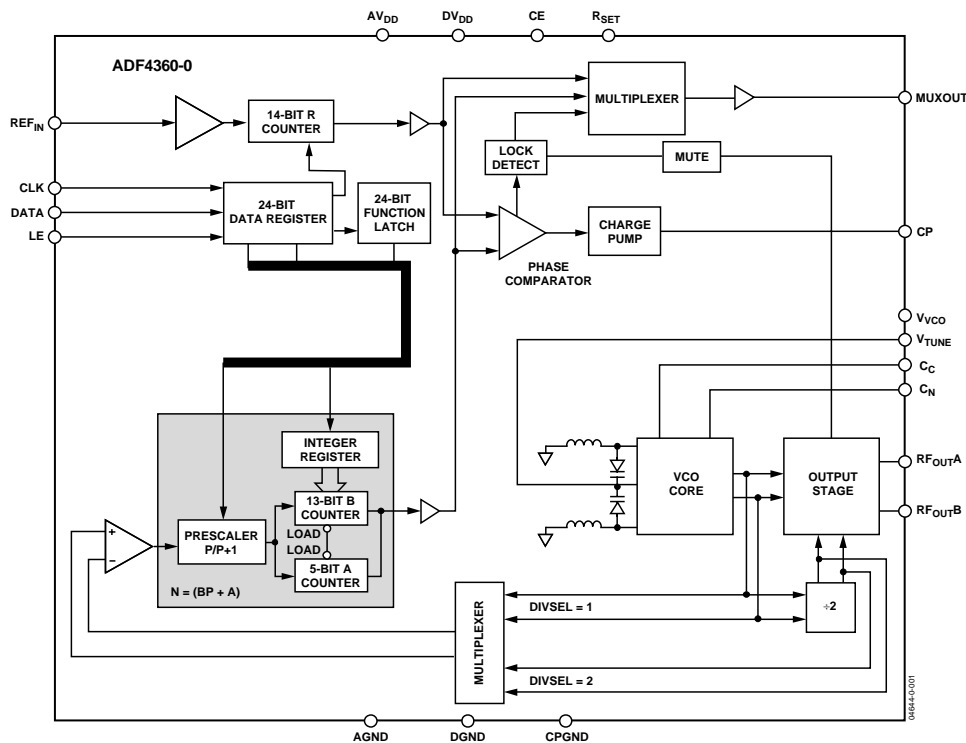 AVDD
DVDD
CE
RSET
ADF4360-0
REFIN
14-BIT R
COUNTER
MULTIPLEXER
MUXOUT
LOCK
DETECT
MUTE
CLK
DATA
LE
24-BIT
DATA REGISTER
24-BIT
FUNCTION
LATCH
CHARGE
PUMP
CP
PHASE
COMPARATOR
VVCO
VTUNE
CC
CN
INTEGER
REGISTER
13-BIT B
COUNTER
VCO
CORE
OUTPUT
STAGE
RFOUTA
RFOUTB
+
−
PRESCALER
P/P+1
LOAD
LOAD
5-BIT A
COUNTER
N = (BP + A)
MULTIPLEXER
DIVSEL = 1
÷2
DIVSEL = 2
04644-0-001
AGND
DGND
CPGND